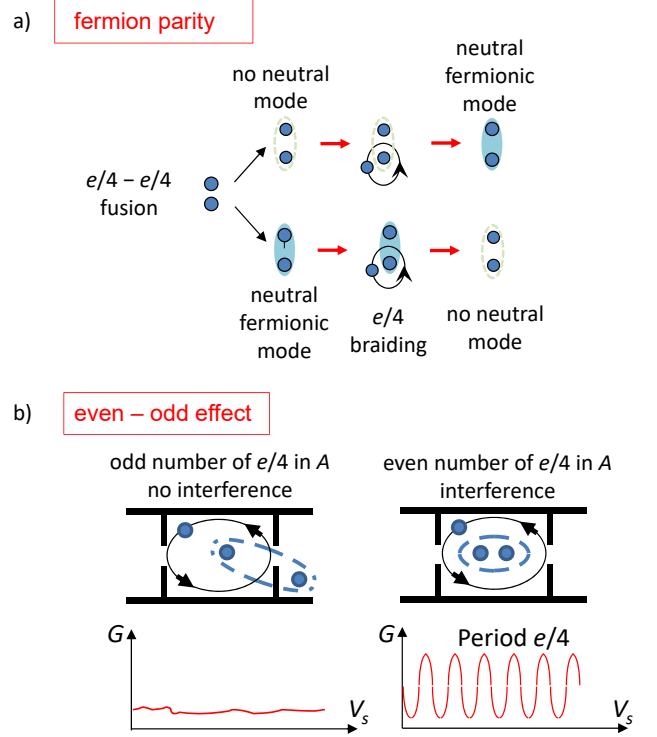 a)
fermion parity
no neutral
mode
neutral
fermionic
mode
e/4 – e/4
fusion
neutral
fermionic
mode
e/4
braiding
no neutral
mode
b)
even – odd effect
odd number of e/4 in A
no interference
even number of e/4 in A
interference
G
V_s
G
Period e/4
V_s